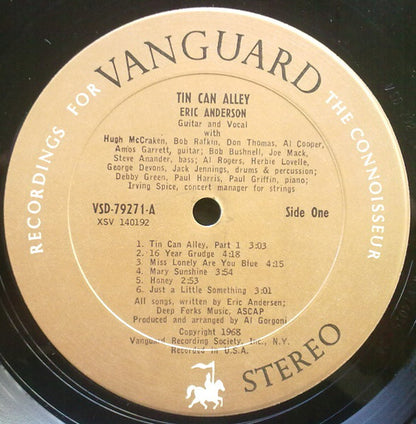 RECORDINGS FOR VANGUARD THE CONNOISSEUR
TIN CAN ALLEY
ERIC ANDERSON
Guitar and Vocal
with
Hugh McCraken, Bob Rafkin, Don Thomas, Al Cooper,
Amos Garrett, guitar; Bob Bushnell, Joe Mack,
Steve Anander, bass; Al Rogers, Herbie Lovelle,
George Devons, Jack Jennings, drums & percussion;
Debby Green, Paul Harris, Paul Griffin, piano;
Irving Spice, concert manager for strings
VSD-79271-A Side One
XSV 140192
1. Tin Can Alley, Part 1 3:03
2. 16 Year Grudge 4:18
3. Miss Lonely Are You Blue 4:15
4. Mary Sunshine 3:54
5. Honey 2:53
6. Just a Little Something 3:01
All songs, written by Eric Andersen;
Deep Forks Music, ASCAP
Produced and arranged by Al Gorgoni
Copyright 1968
Vanguard Recording Society, Inc., N.Y.
Recorded in U.S.A.
STEREO